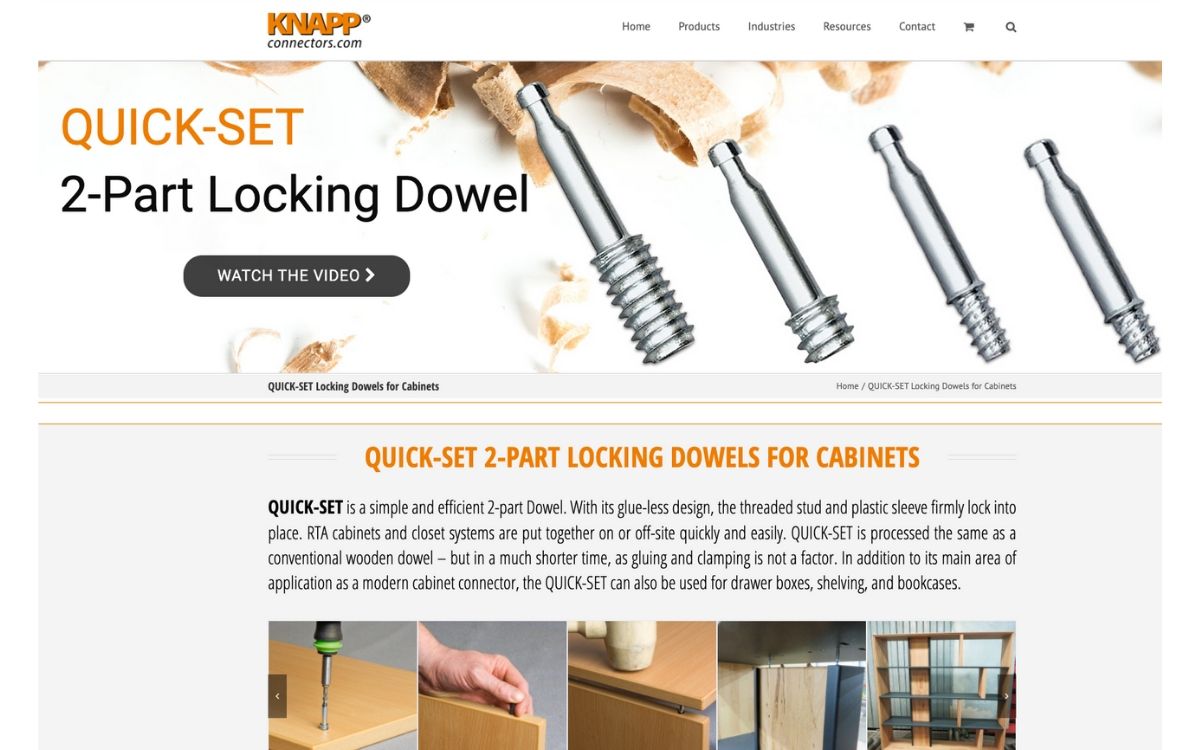 KNAPP®
connectors.com
Home Products Industries Resources Contact
QUICK-SET
2-Part Locking Dowel
WATCH THE VIDEO
QUICK-SET Locking Dowels for Cabinets
Home / QUICK-SET Locking Dowels for Cabinets
QUICK-SET 2-PART LOCKING DOWELS FOR CABINETS
QUICK-SET is a simple and efficient 2-part Dowel. With its glue-less design, the threaded stud and plastic sleeve firmly lock into
place. RTA cabinets and closet systems are put together on or off-site quickly and easily. QUICK-SET is processed the same as a
conventional wooden dowel – but in a much shorter time, as gluing and clamping is not a factor. In addition to its main area of
application as a modern cabinet connector, the QUICK-SET can also be used for drawer boxes, shelving, and bookcases.